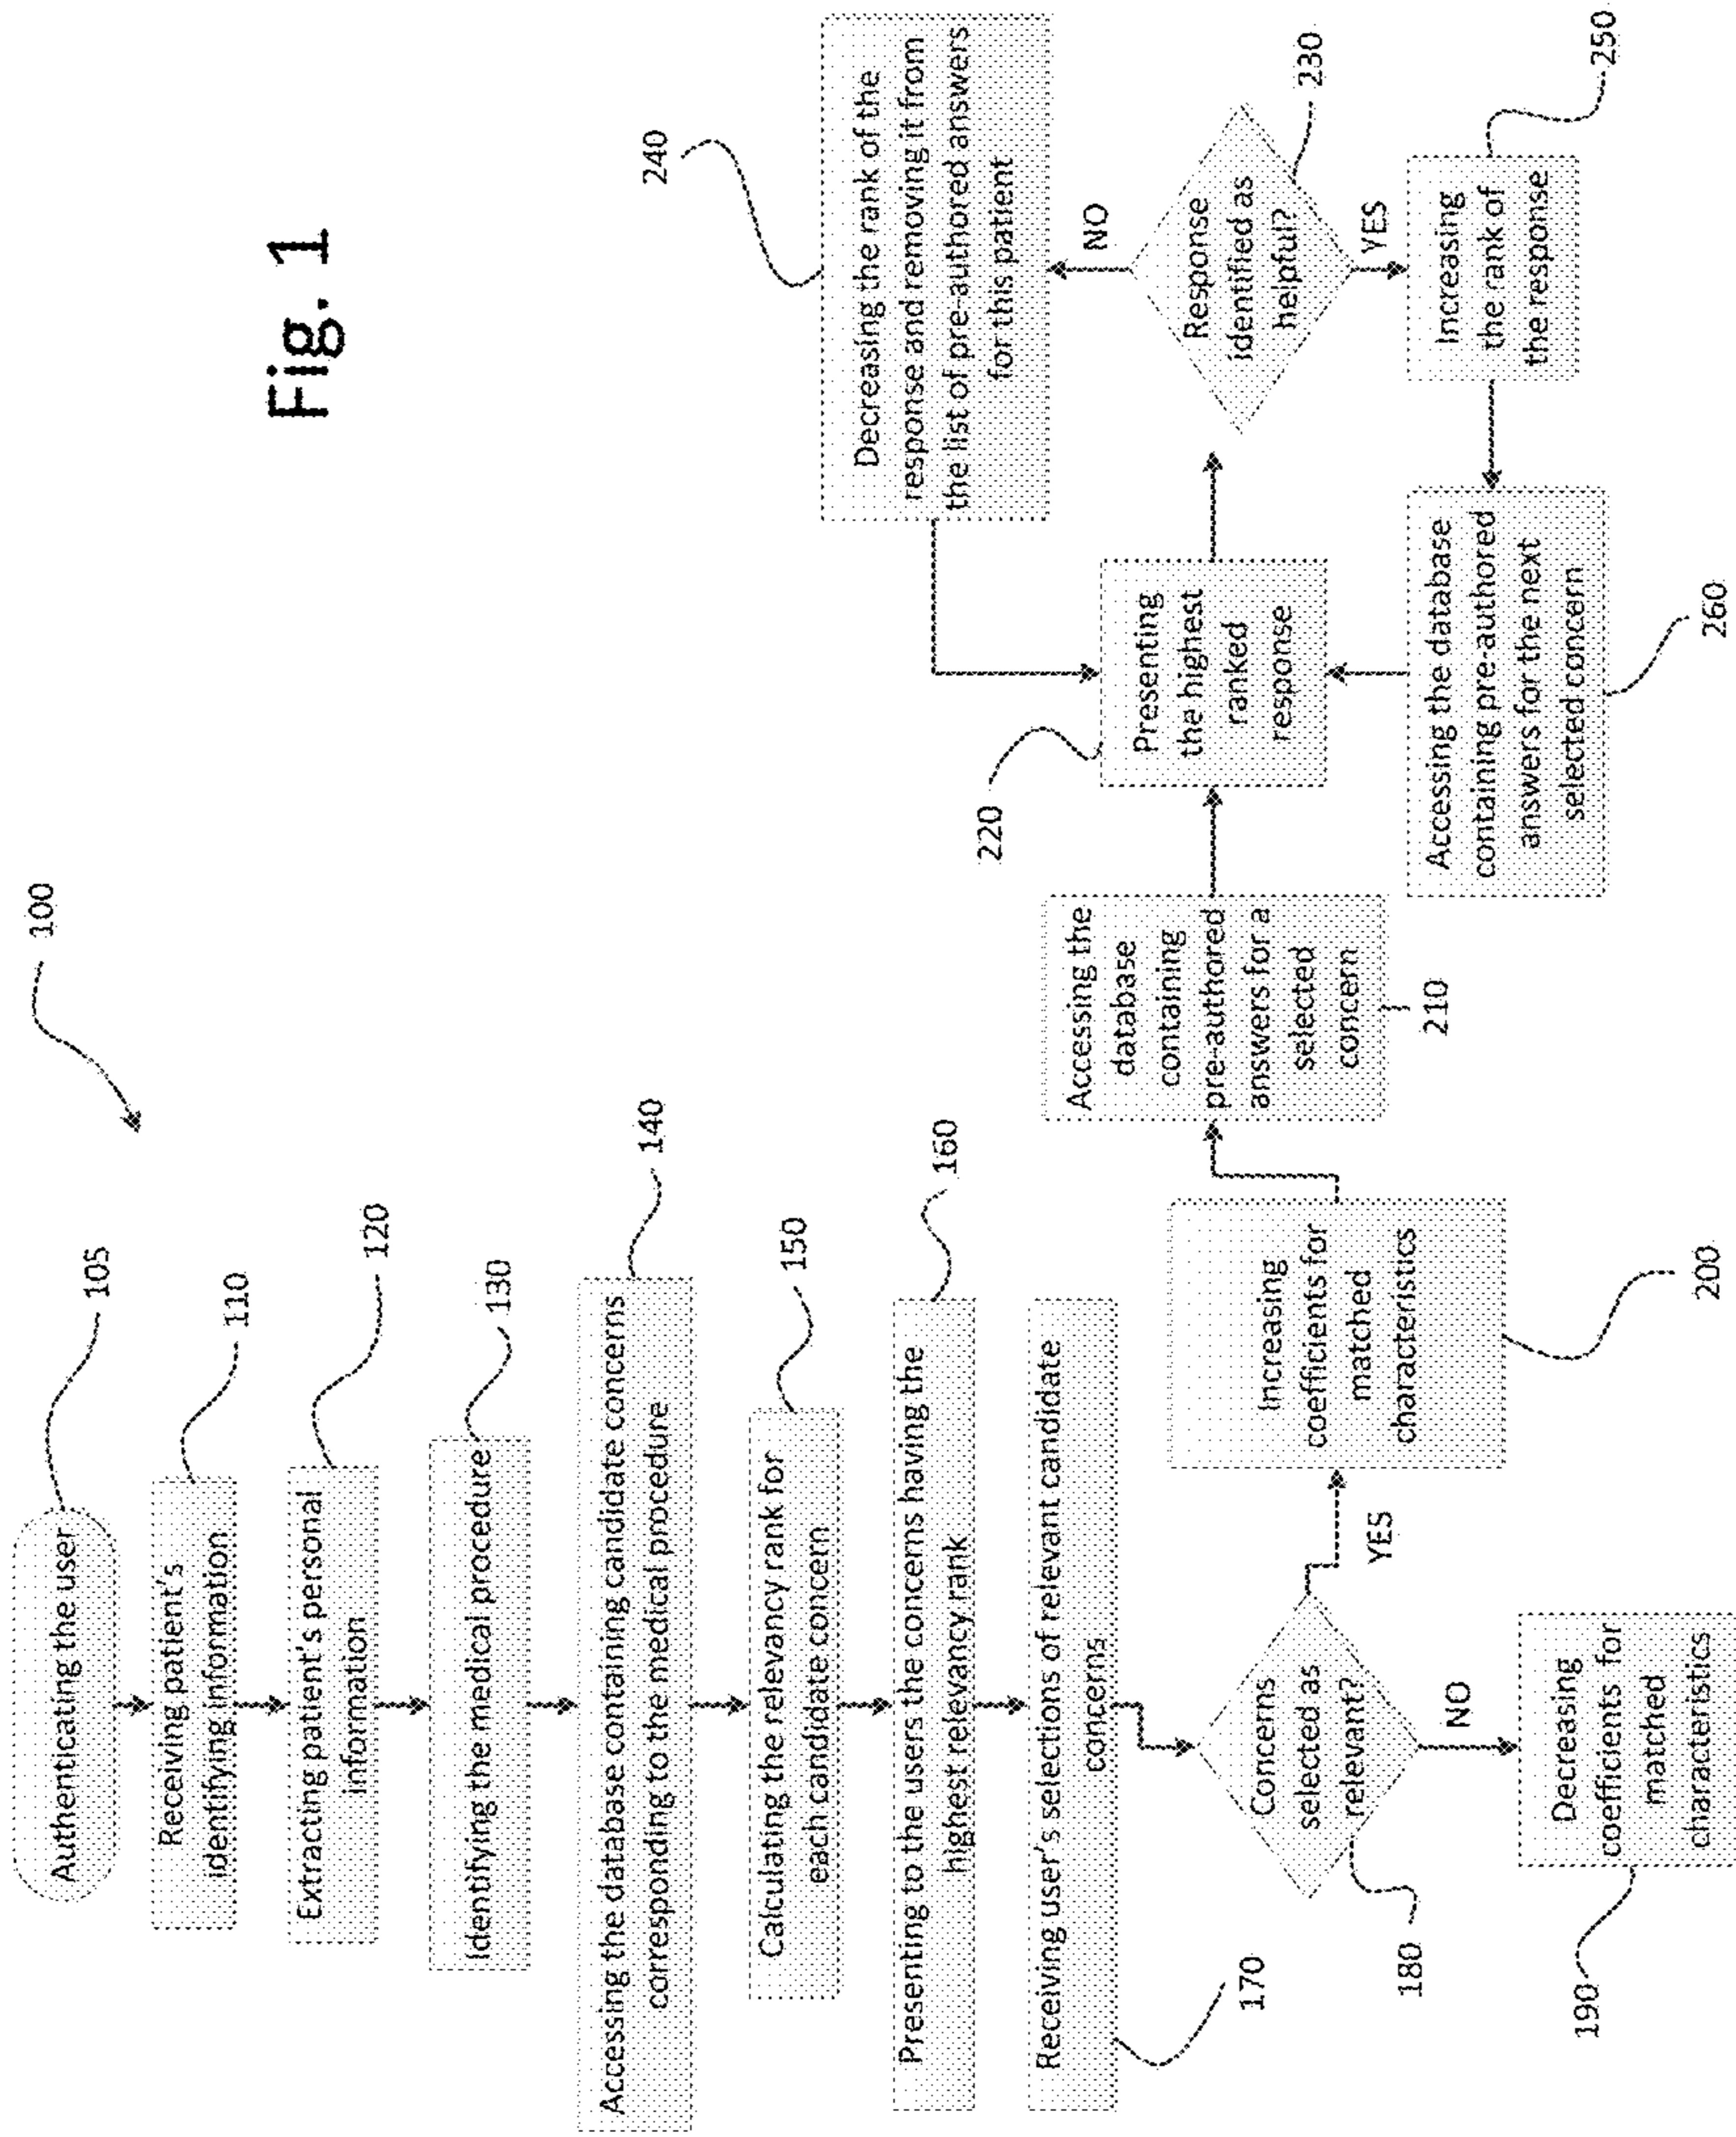 Fig. 1
100
Authenticating the user
105
Receiving patient's
identifying information
110
Extracting patient's personal
information
120
Identifying the medical procedure
130
Accessing the database containing candidate concerns
corresponding to the medical procedure
140
Calculating the relevancy rank for
each candidate concern
150
Presenting to the users the concerns having the
highest relevancy rank
160
Receiving user's selections of relevant candidate
concerns
170
Concerns
selected as
relevant?
180
NO
YES
Decreasing
coefficients for
matched
characteristics
190
Increasing
coefficients for
matched
characteristics
200
Accessing the
database
containing
pre-authored
answers for a
selected
concern
210
Presenting
the highest
ranked
response
220
Response
identified as
helpful?
230
NO
YES
Decreasing the rank of the
response and removing it from
the list of pre-authored answers
for this patient
240
Increasing
the rank of
the response
250
Accessing the database
containing pre-authored
answers for the next
selected concern
260